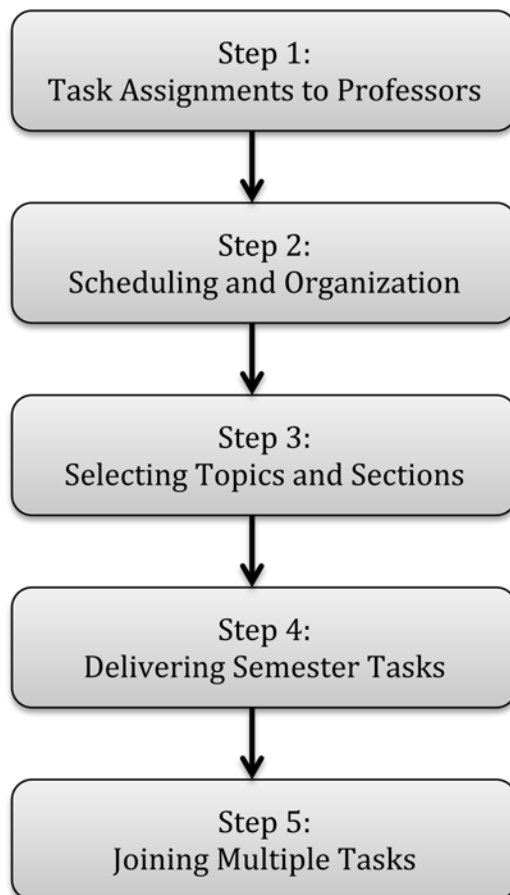 Step 1:
Task Assignments to Professors
Step 2:
Scheduling and Organization
Step 3:
Selecting Topics and Sections
Step 4:
Delivering Semester Tasks
Step 5:
Joining Multiple Tasks